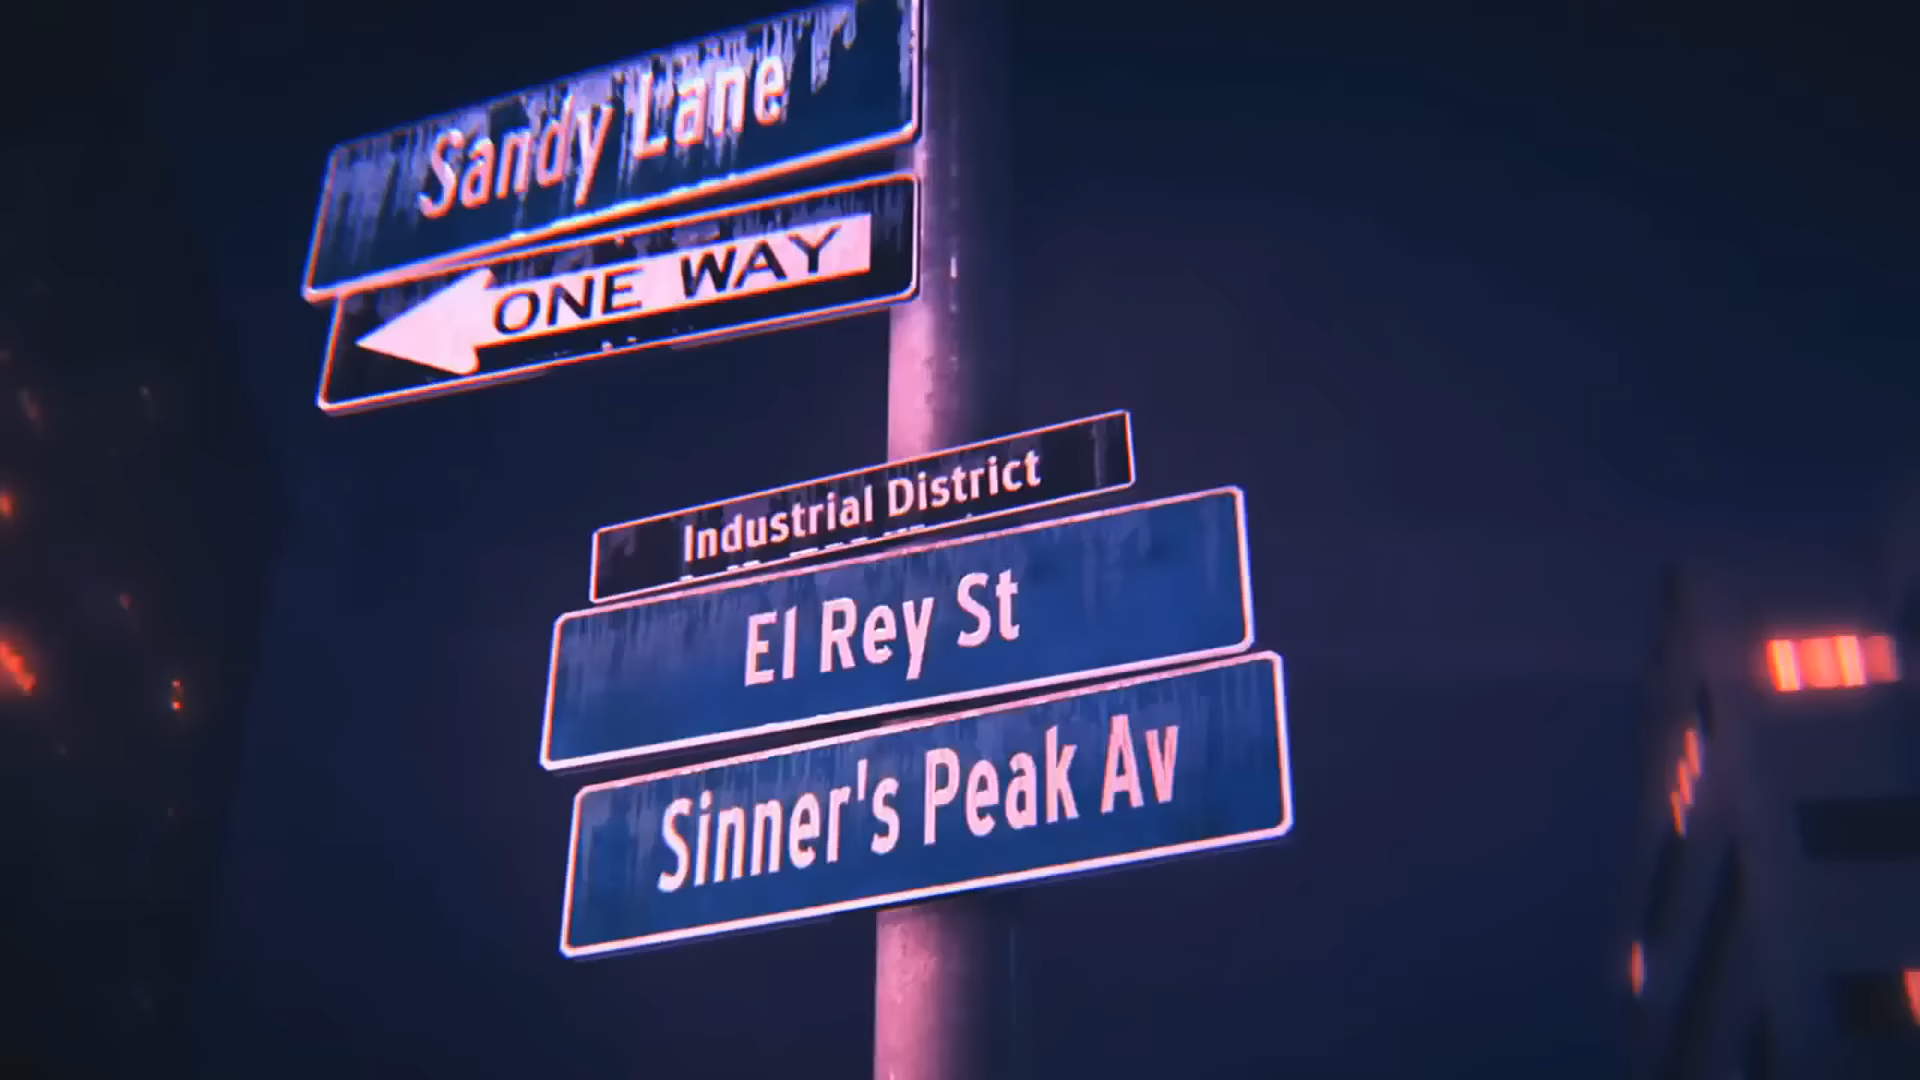 Sandy Lane
ONE WAY
Industrial District
El Rey St
Sinner's Peak Av